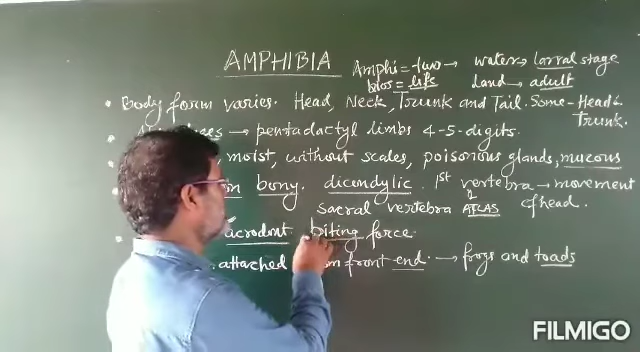 AMPHIBIA
Amphi = two → water → larval stage
bios = life Land → adult
• Body form varies. Head, Neck, Trunk and Tail. Some - Head & Trunk.
→ pentadactyl limbs 4-5-digits.
moist, without scales, poisonous glands, mucous
bony. dicondylic. 1st vertebra → movement of head.
sacral vertebra ATLAS
acrodont biting force.
attached front end. → frogs and toads
FILMIGO